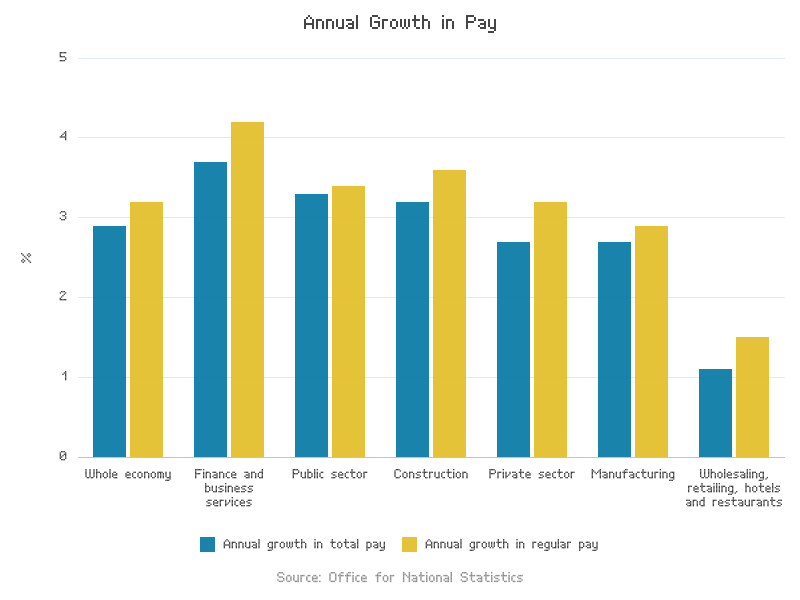 Annual Growth in Pay
5
4
3
2
1
0
%
Whole economy
Finance and
business
services
Public sector
Construction
Private sector
Manufacturing
Wholesaling,
retailing, hotels
and restaurants
Annual growth in total pay
Annual growth in regular pay
Source: Office for National Statistics